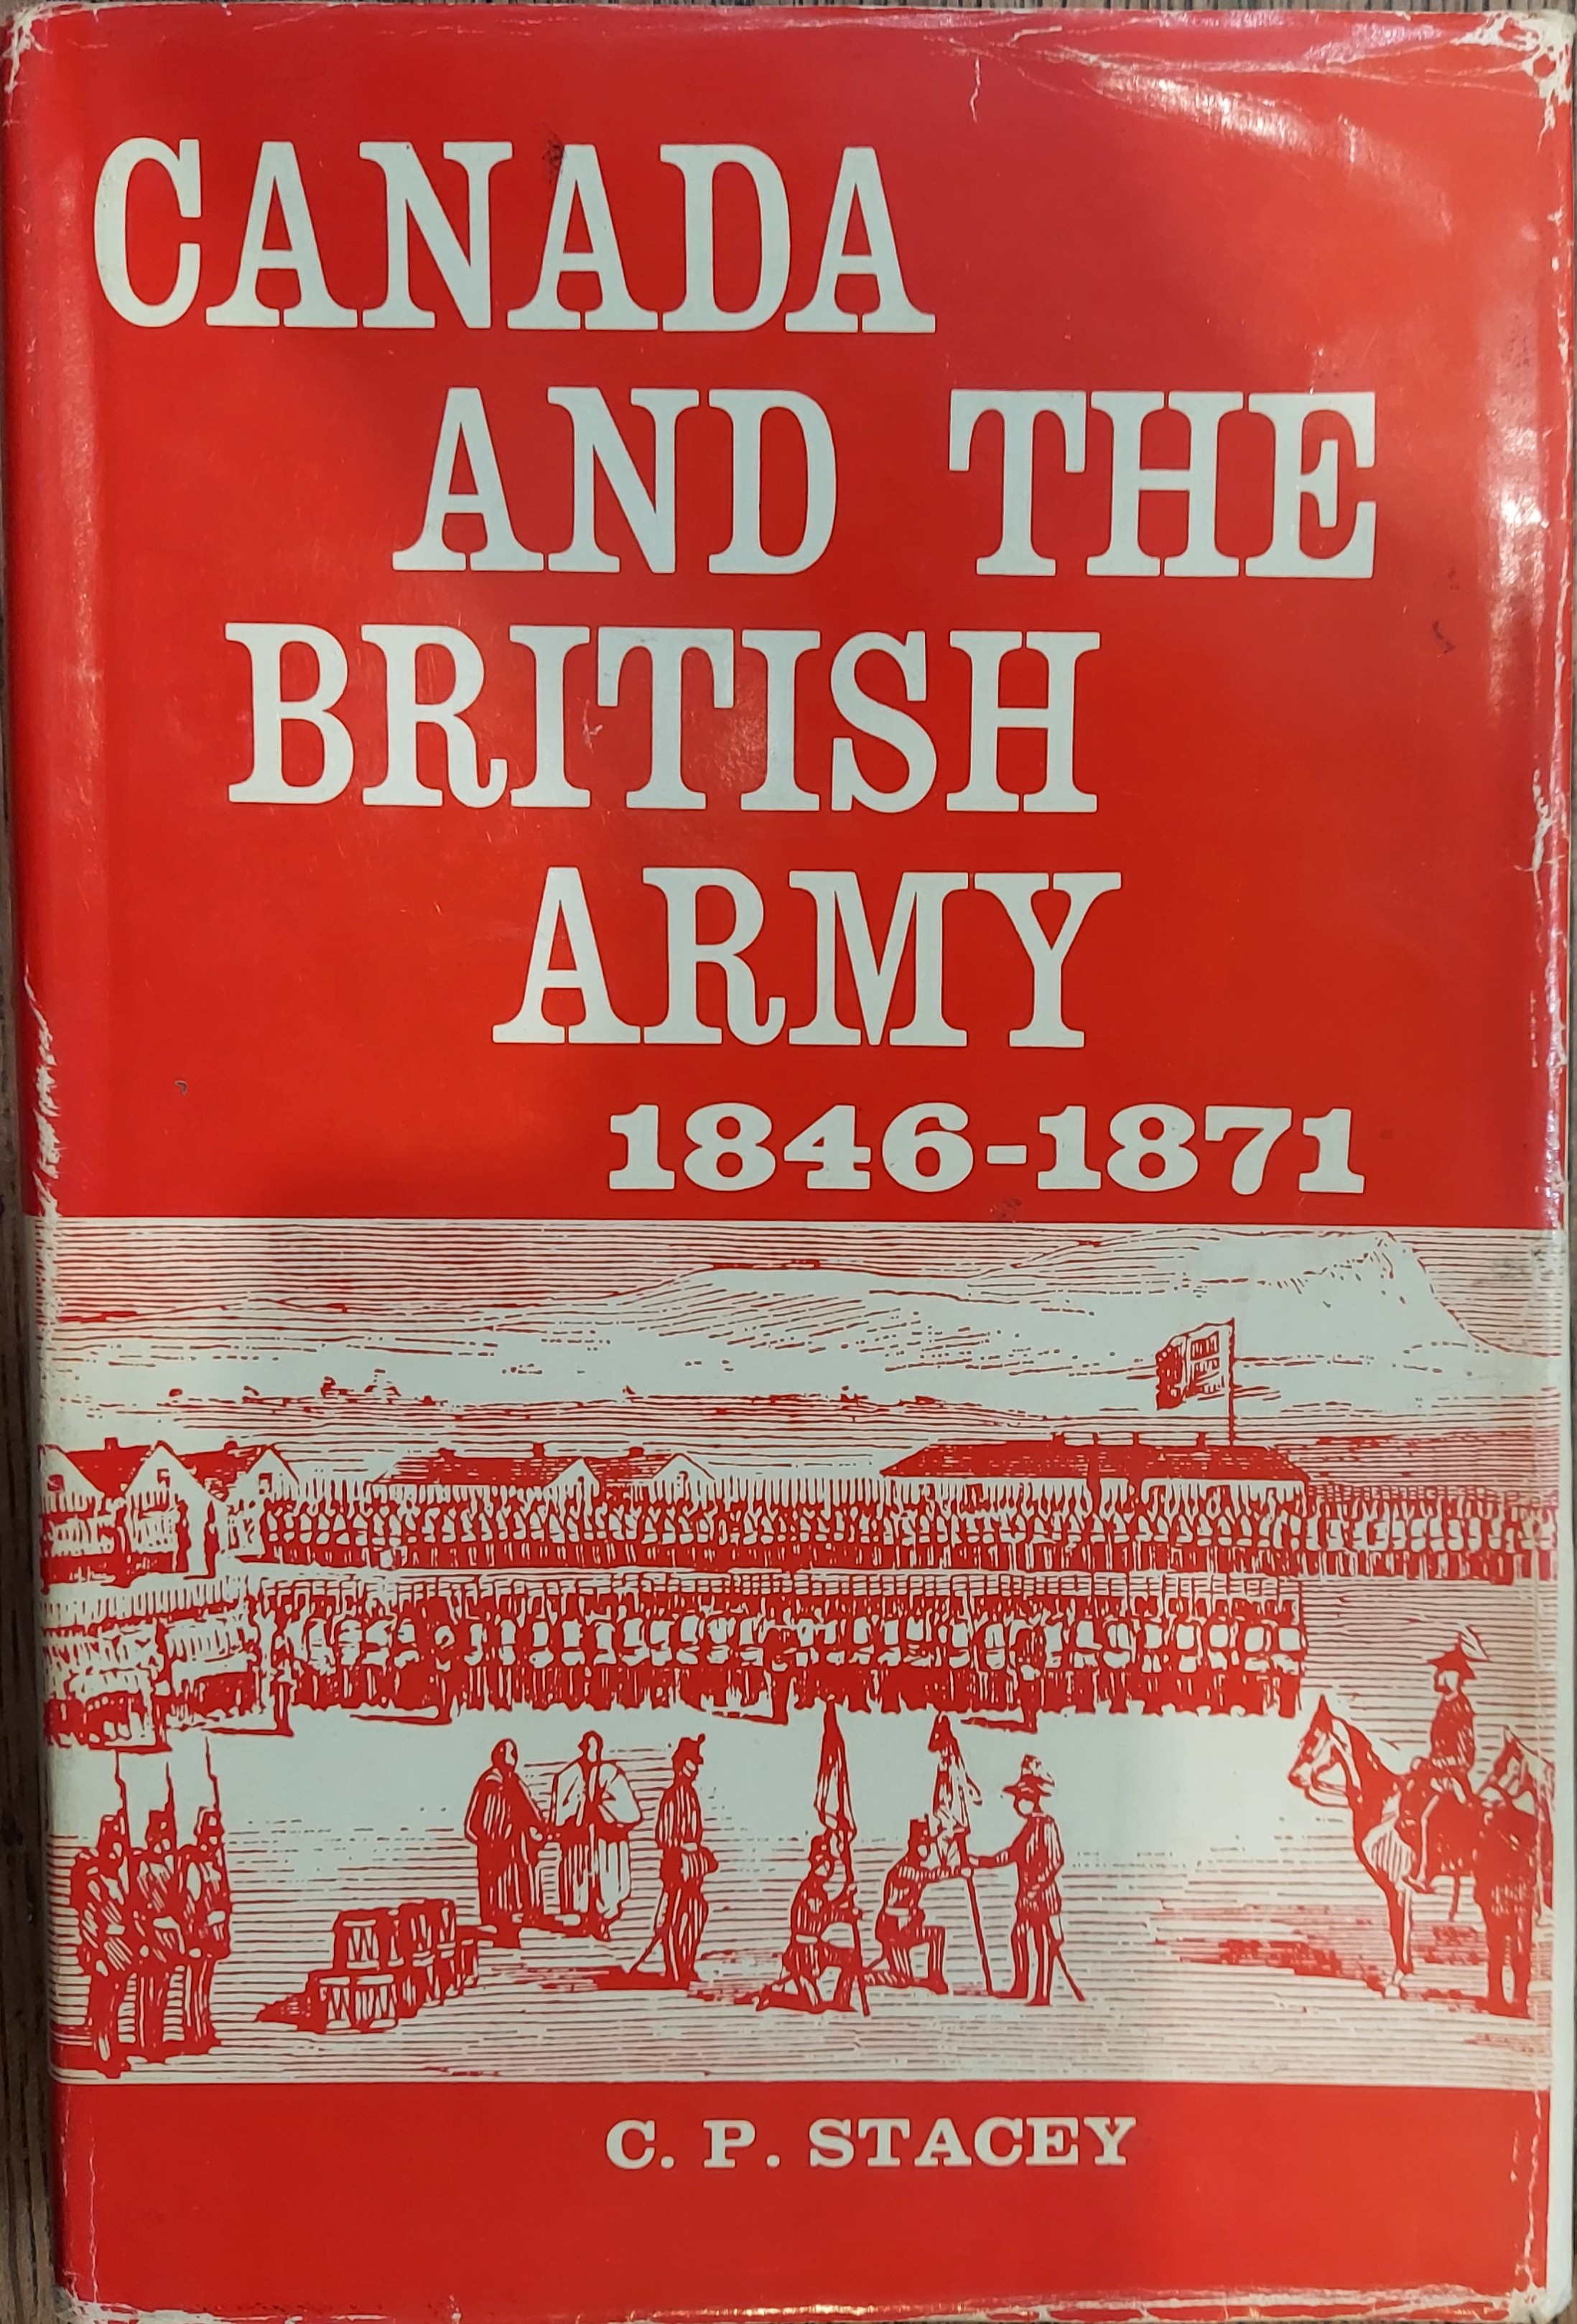 CANADA
AND THE
BRITISH
ARMY
1846-1871
C. P. STACEY